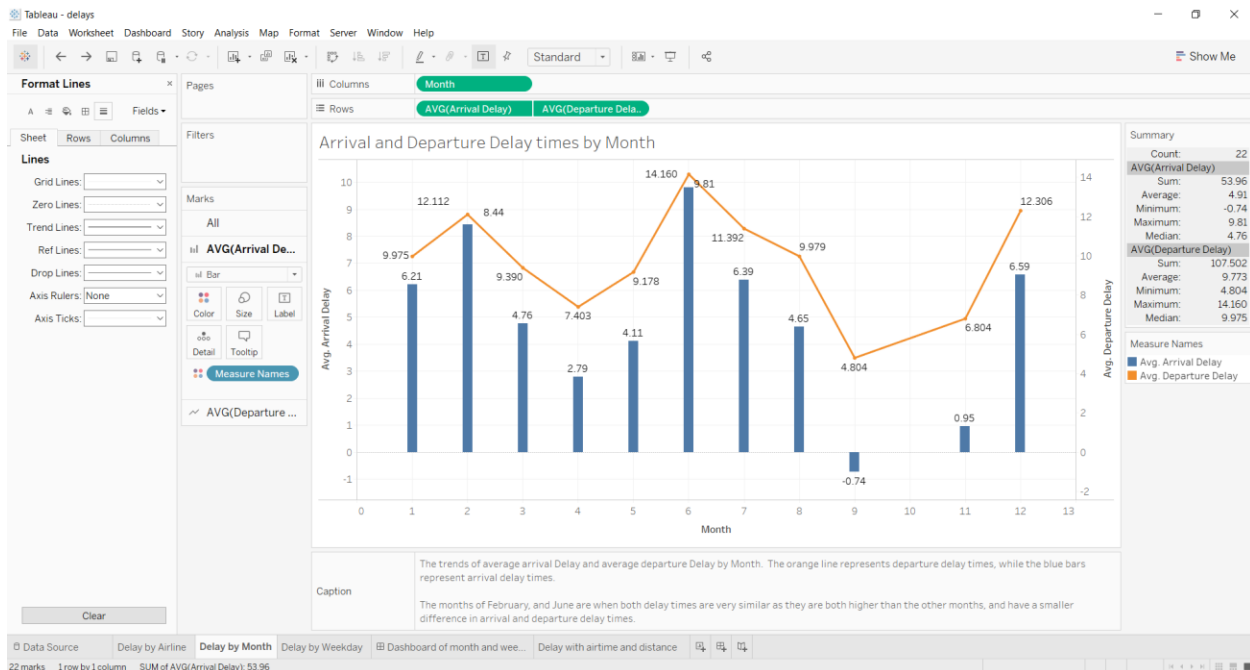 Tableau - delays
File Data Worksheet Dashboard Story Analysis Map Format Server Window Help
Standard
Show Me
Format Lines
Fields
Sheet Rows Columns
Lines
Grid Lines:
Zero Lines:
Trend Lines:
Ref Lines:
Drop Lines:
Axis Rulers: None
Axis Ticks:
Clear
Pages
Filters
Marks
All
AVG(Arrival De...
Bar
Color Size Label
Detail Tooltip
Measure Names
AVG(Departure ...
Columns Month
Rows AVG(Arrival Delay) AVG(Departure Dela..
Arrival and Departure Delay times by Month
Avg. Arrival Delay
10
9
8
7
6
5
4
3
2
1
0
-1
9.975
12.112
9.390
7.403
9.178
14.160
11.392
9.979
4.804
6.804
12.306
6.21
8.44
4.76
2.79
4.11
9.81
6.39
4.65
-0.74
0.95
6.59
14
12
10
8
6
4
2
0
-2
Avg. Departure Delay
0 1 2 3 4 5 6 7 8 9 10 11 12 13
Month
Caption
The trends of average arrival Delay and average departure Delay by Month. The orange line represents departure delay times, while the blue bars
represent arrival delay times.
The months of February, and June are when both delay times are very similar as they are both higher than the other months, and have a smaller
difference in arrival and departure delay times.
Summary
Count: 22
AVG(Arrival Delay)
Sum: 53.96
Average: 4.91
Minimum: -0.74
Maximum: 9.81
Median: 4.76
AVG(Departure Delay)
Sum: 107.502
Average: 9.773
Minimum: 4.804
Maximum: 14.160
Median: 9.975
Measure Names
Avg. Arrival Delay
Avg. Departure Delay
Data Source Delay by Airline Delay by Month Delay by Weekday Dashboard of month and wee... Delay with airtime and distance
22 marks 1 row by 1 column SUM of AVG(Arrival Delay): 53.96